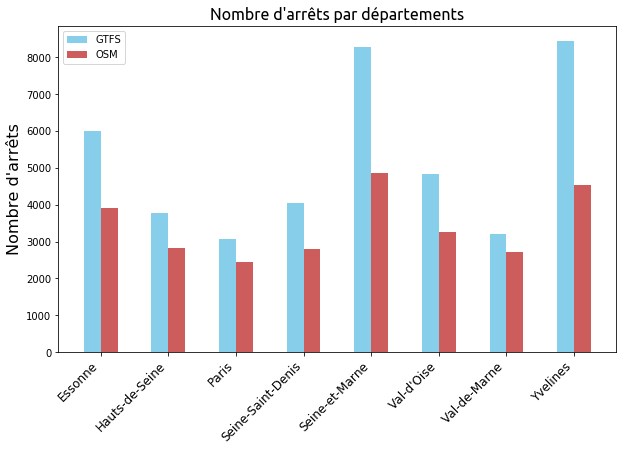 Nombre d'arrêts par départements
GTFS
OSM
Nombre d'arrêts
8000
7000
6000
5000
4000
3000
2000
1000
0
Essonne
Hauts-de-Seine
Paris
Seine-Saint-Denis
Seine-et-Marne
Val-d'Oise
Val-de-Marne
Yvelines